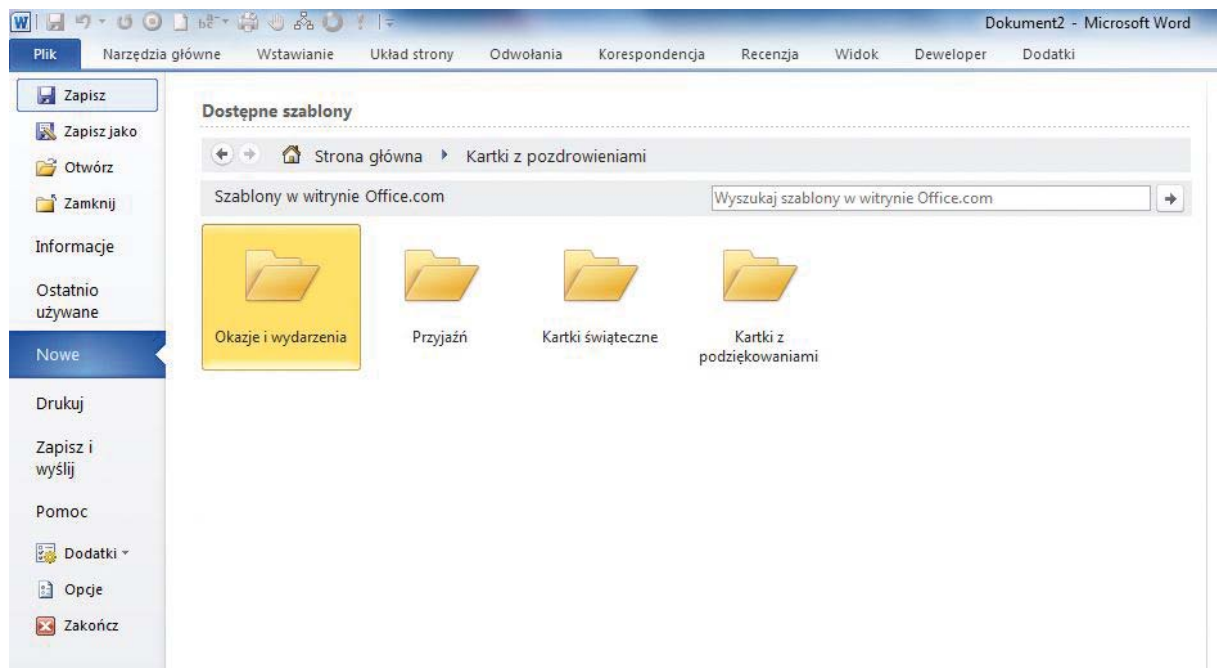 Dokument2 - Microsoft Word
Plik Narzędzia główne Wstawianie Układ strony Odwołania Korespondencja Recenzja Widok Deweloper Dodatki
Zapisz
Zapisz jako
Otwórz
Zamknij
Informacje
Ostatnio
używane
Nowe
Drukuj
Zapisz i
wyślij
Pomoc
Dodatki
Opcje
Zakończ
Dostępne szablony
Strona główna Kartki z pozdrowieniami
Szablony w witrynie Office.com Wyszukaj szablony w witrynie Office.com
Okazje i wydarzenia Przyjaźń Kartki świąteczne Kartki z
podziękowaniami